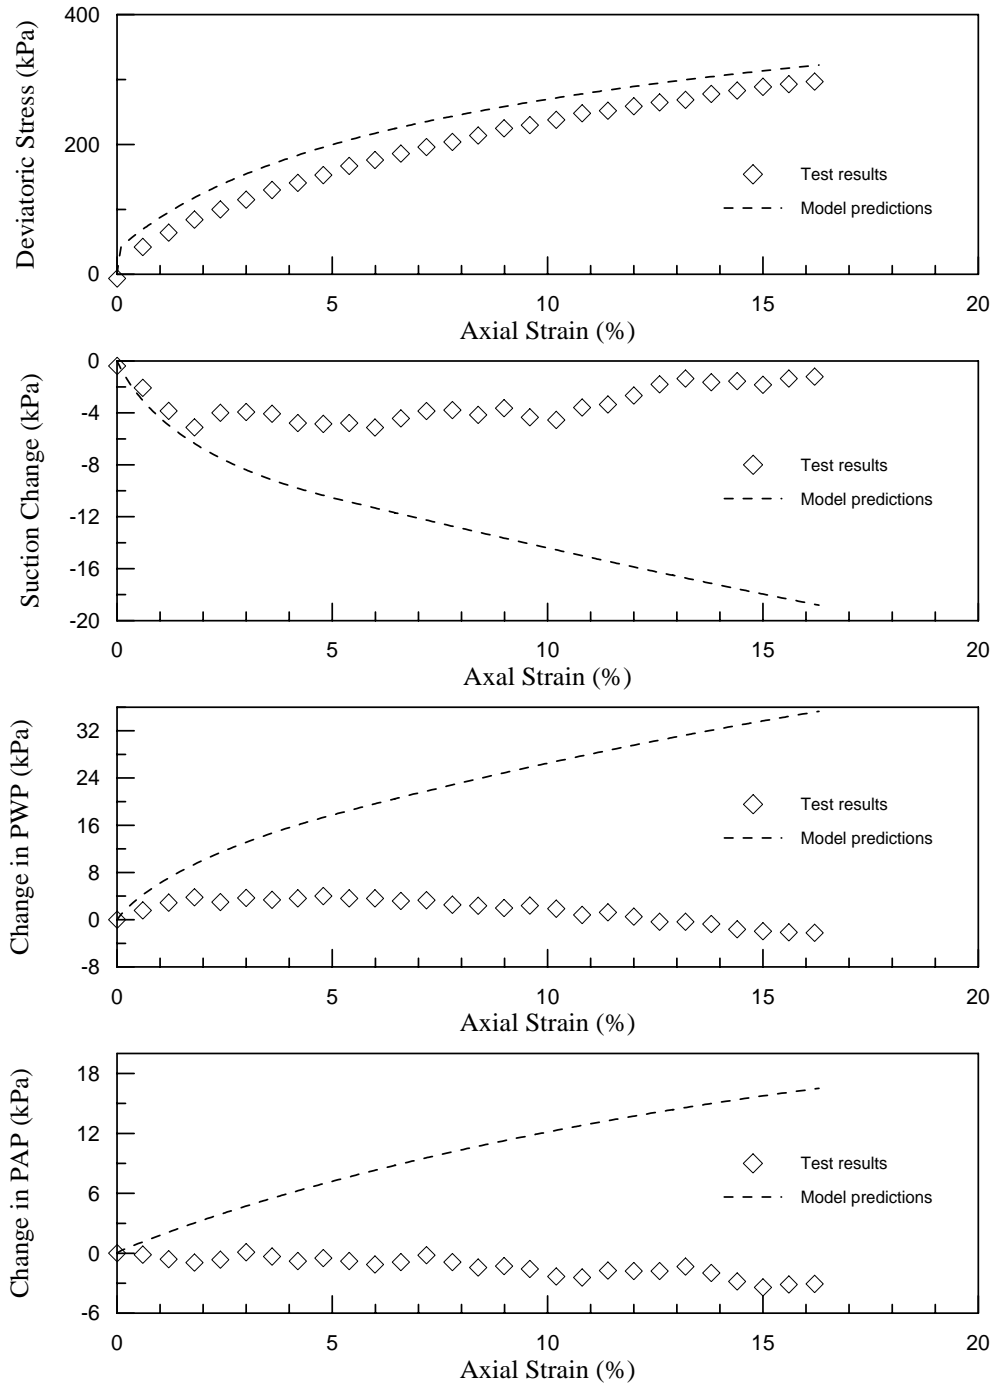 400
200
0
Deviatoric Stress (kPa)
Test results
Model predictions
0 5 10 15 20
Axial Strain (%)
0
-4
-8
-12
-16
-20
Suction Change (kPa)
Test results
Model predictions
0 5 10 15 20
Axal Strain (%)
32
24
16
8
0
-8
Change in PWP (kPa)
Test results
Model predictions
0 5 10 15 20
Axial Strain (%)
18
12
6
0
-6
Change in PAP (kPa)
Test results
Model predictions
0 5 10 15 20
Axial Strain (%)